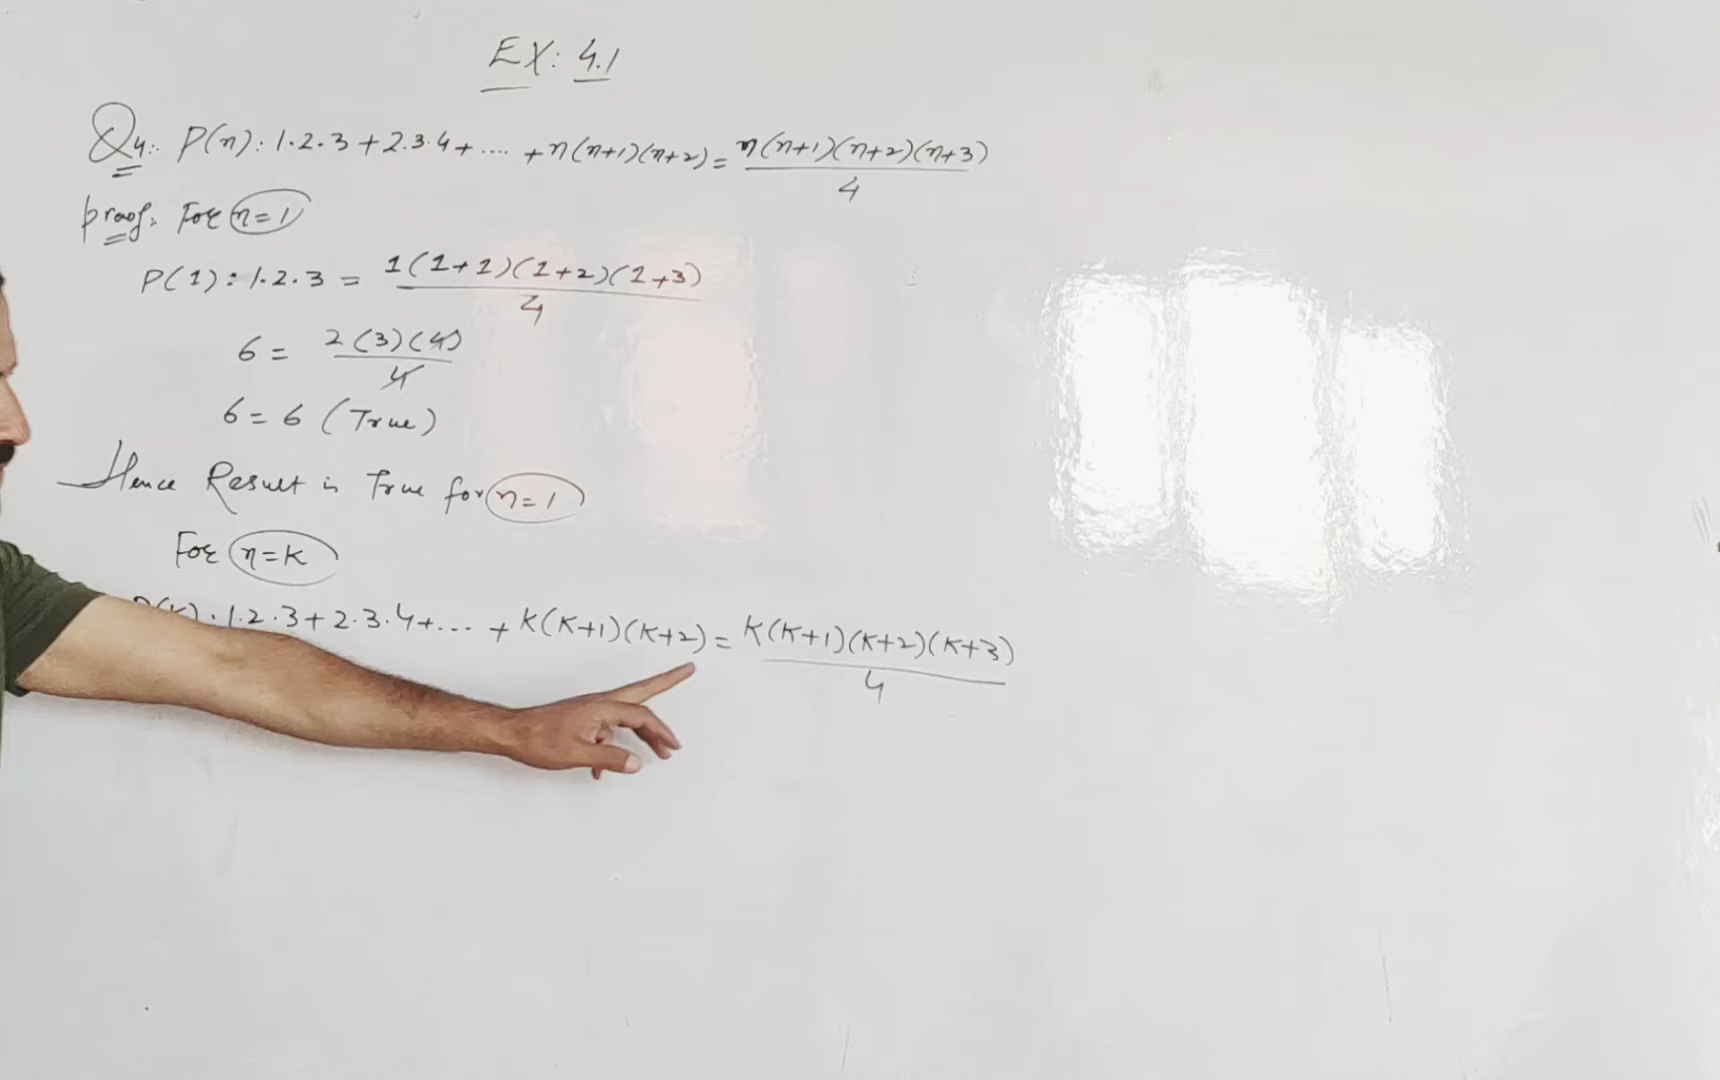 EX: 4.1
Q4:. P(n): 1.2.3 + 2.3.4 + .... + n(n+1)(n+2) = n(n+1)(n+2)(n+3) / 4
Proof: For n=1
P(1): 1.2.3 = 1(1+1)(1+2)(1+3) / 4
6 = 2(3)(4) / 4
6 = 6 (True)
Hence Result is True for n=1
For n=k
P(k): 1.2.3 + 2.3.4 + ... + k(k+1)(k+2) = k(k+1)(k+2)(k+3) / 4